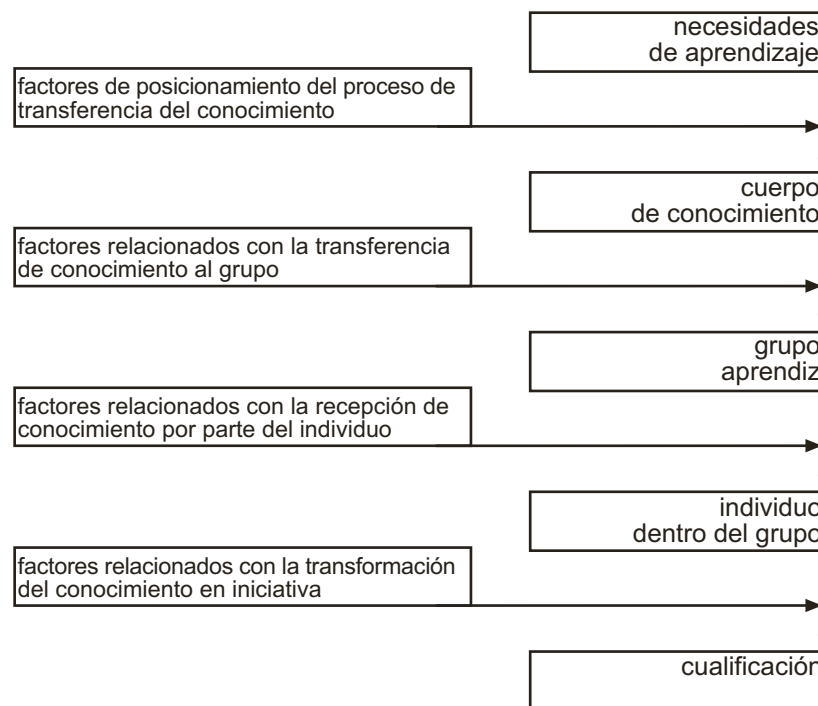 necesidades
de aprendizaje
factores de posicionamiento del proceso de
transferencia del conocimiento
cuerpo
de conocimiento
factores relacionados con la transferencia
de conocimiento al grupo
grupo
aprendiz
factores relacionados con la recepción de
conocimiento por parte del individuo
individuo
dentro del grupo
factores relacionados con la transformación
del conocimiento en iniciativa
cualificación